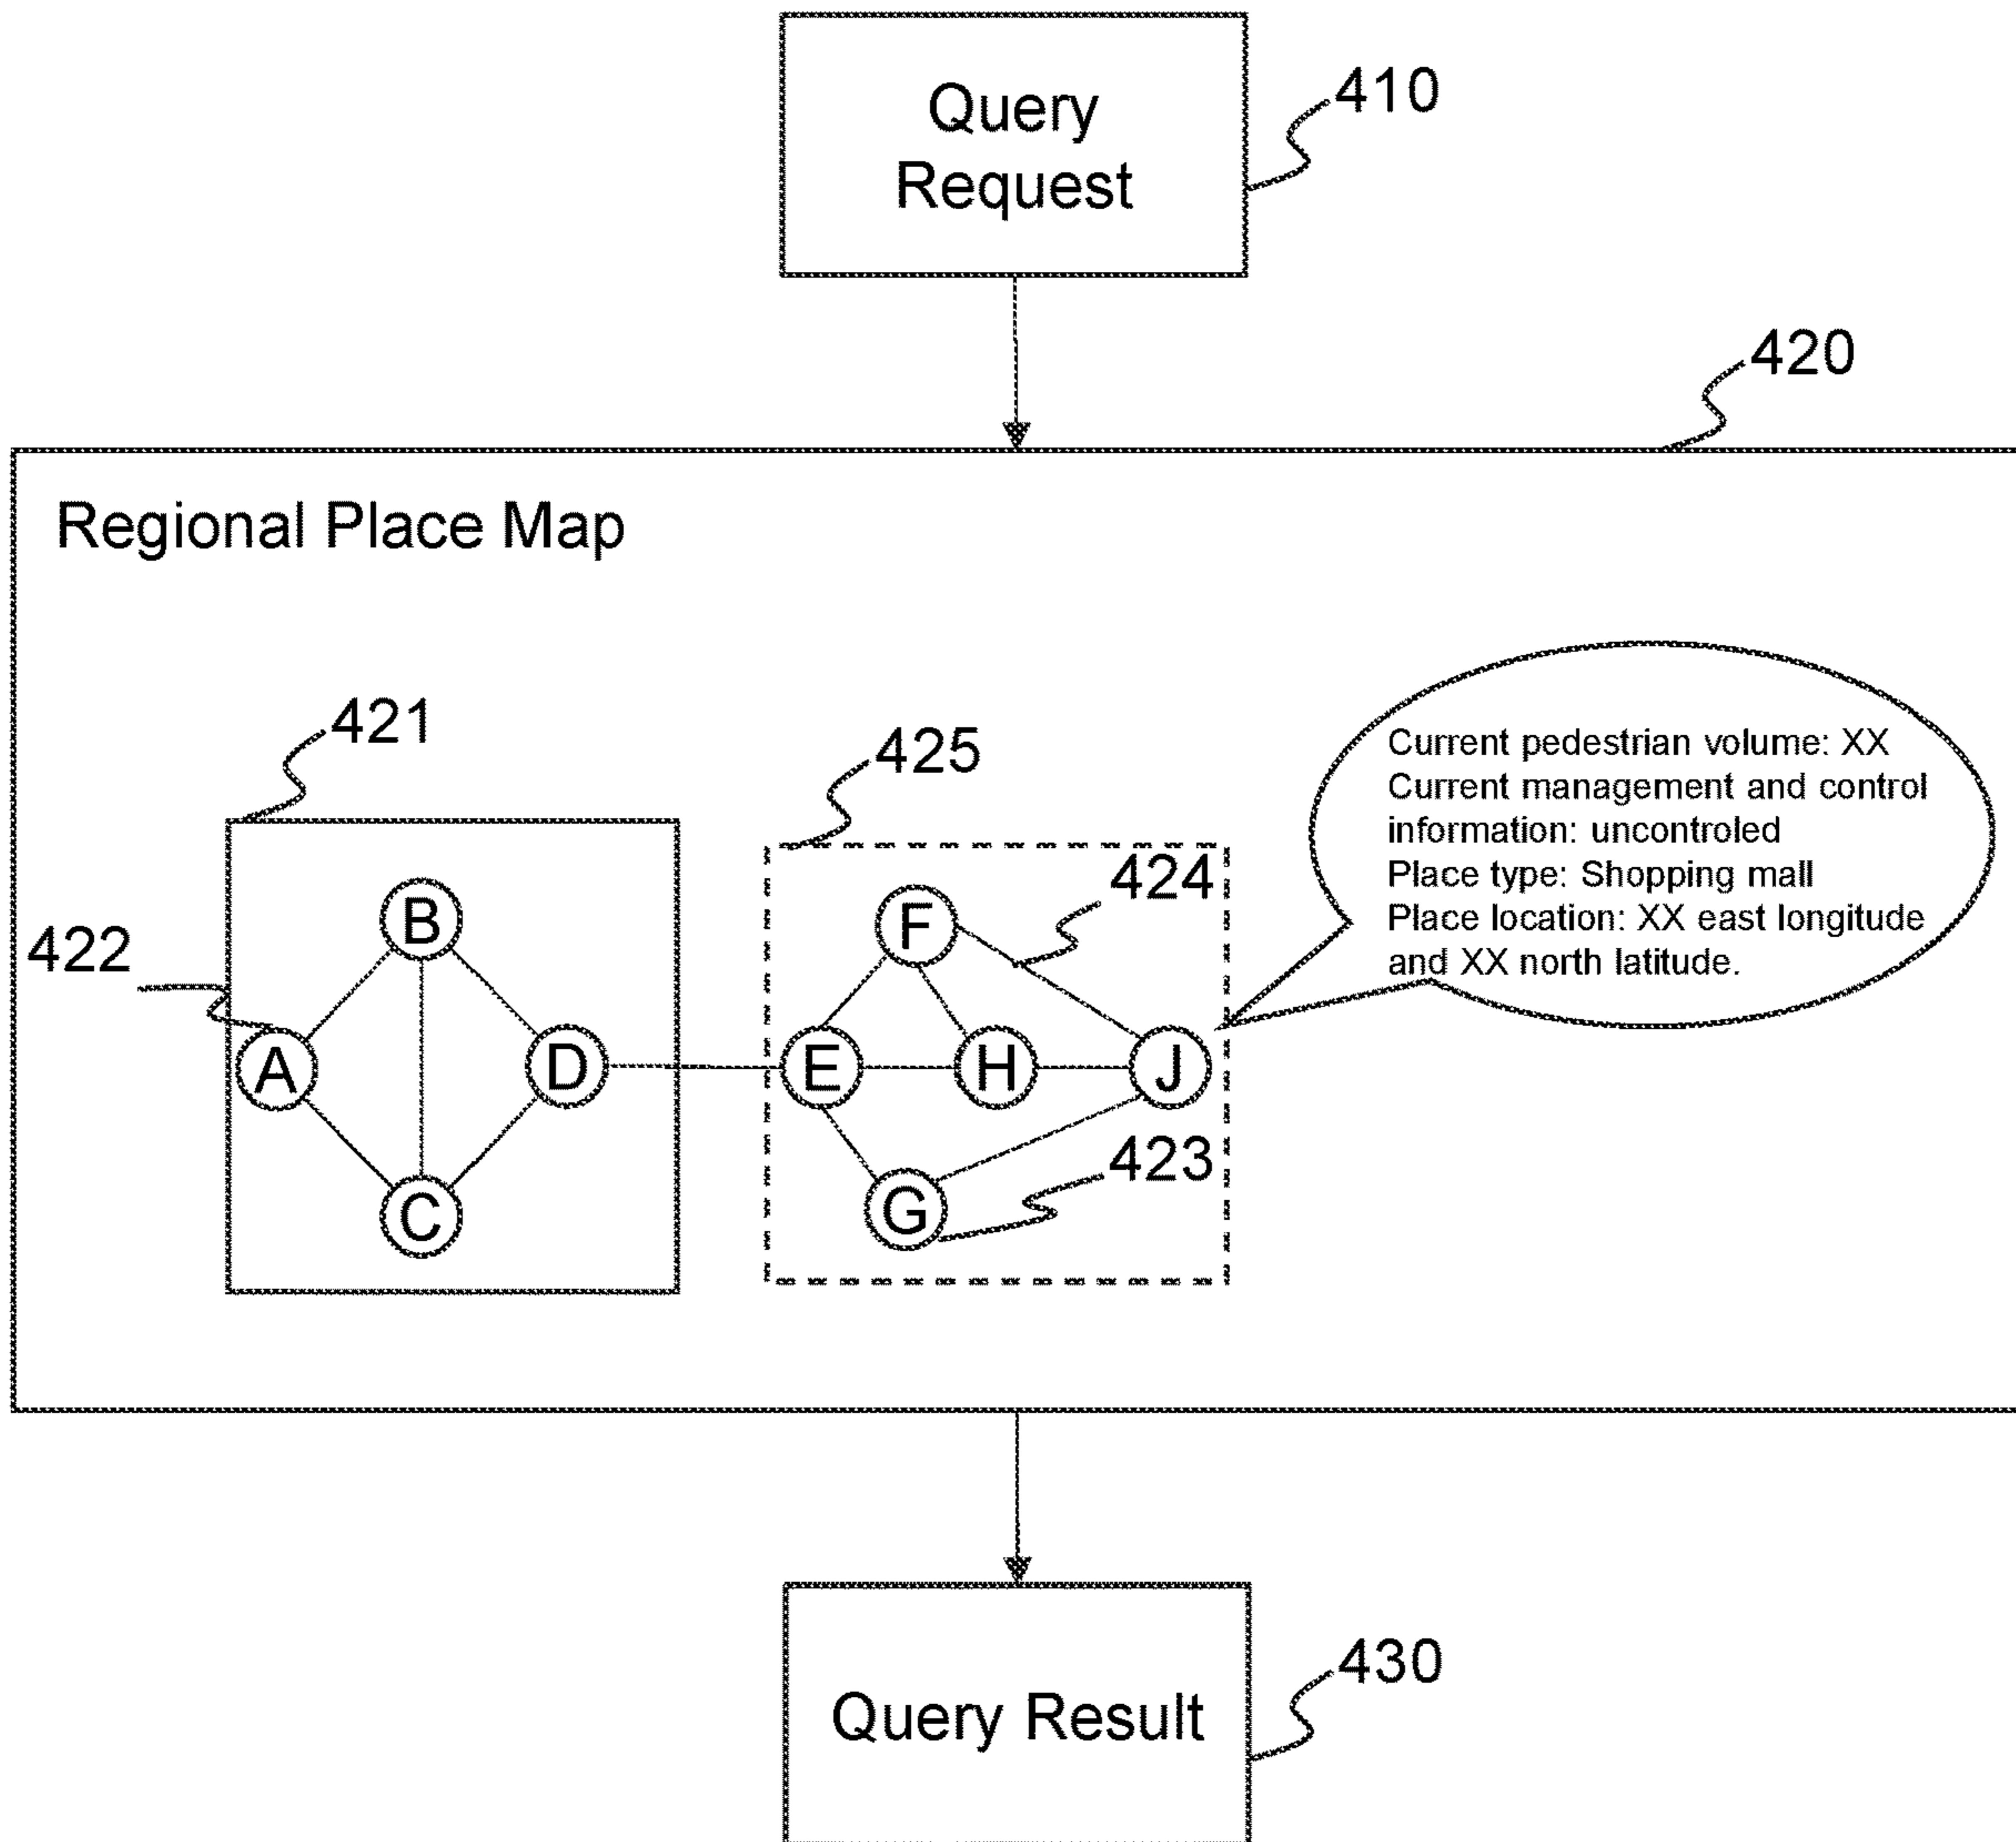 Query
Request
410
420
Regional Place Map
421
425
Current pedestrian volume: XX
Current management and control
information: uncontroled
Place type: Shopping mall
Place location: XX east longitude
and XX north latitude.
424
422
B
F
A
D
E
H
J
423
C
G
Query Result
430